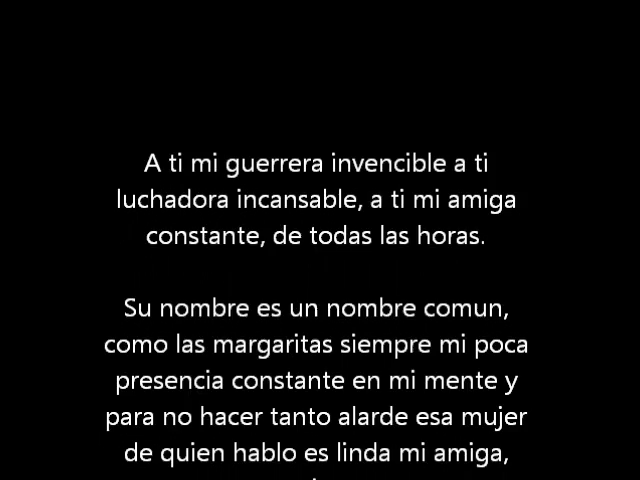 A ti mi guerrera invencible a ti
luchadora incansable, a ti mi amiga
constante, de todas las horas.
Su nombre es un nombre comun,
como las margaritas siempre mi poca
presencia constante en mi mente y
para no hacer tanto alarde esa mujer
de quien hablo es linda mi amiga,